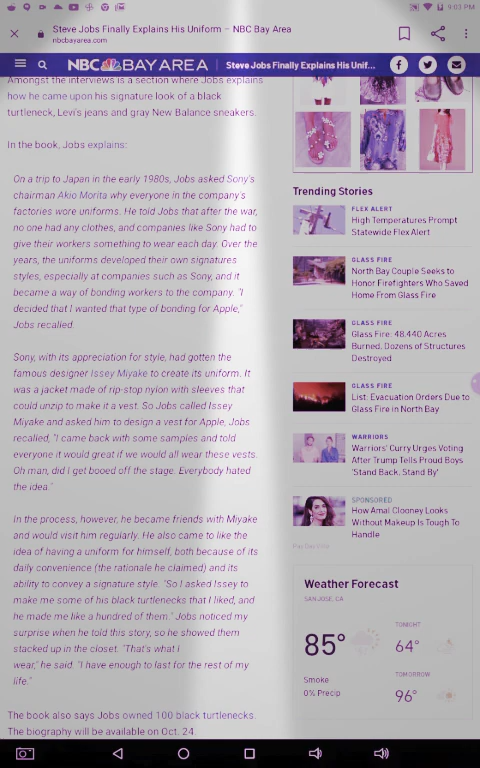 9:03 PM
Steve Jobs Finally Explains His Uniform – NBC Bay Area
nbcbayarea.com
NBC BAY AREA
Steve Jobs Finally Explains His Unif...
Amongst the interviews is a section where Jobs explains
how he came upon his signature look of a black
turtleneck, Levi's jeans and gray New Balance sneakers.
In the book, Jobs explains:
On a trip to Japan in the early 1980s, Jobs asked Sony's
chairman Akio Morita why everyone in the company's
factories wore uniforms. He told Jobs that after the war,
no one had any clothes, and companies like Sony had to
give their workers something to wear each day. Over the
years, the uniforms developed their own signatures
styles, especially at companies such as Sony, and it
became a way of bonding workers to the company. "I
decided that I wanted that type of bonding for Apple,"
Jobs recalled.
Sony, with its appreciation for style, had gotten the
famous designer Issey Miyake to create its uniform. It
was a jacket made of rip-stop nylon with sleeves that
could unzip to make it a vest. So Jobs called Issey
Miyake and asked him to design a vest for Apple, Jobs
recalled, "I came back with some samples and told
everyone it would great if we would all wear these vests.
Oh man, did I get booed off the stage. Everybody hated
the idea."
In the process, however, he became friends with Miyake
and would visit him regularly. He also came to like the
idea of having a uniform for himself, both because of its
daily convenience (the rationale he claimed) and its
ability to convey a signature style. "So I asked Issey to
make me some of his black turtlenecks that I liked, and
he made me like a hundred of them." Jobs noticed my
surprise when he told this story, so he showed them
stacked up in the closet. "That's what I
wear," he said. "I have enough to last for the rest of my
life."
The book also says Jobs owned 100 black turtlenecks.
The biography will be available on Oct. 24.
Trending Stories
FLEX ALERT
High Temperatures Prompt
Statewide Flex Alert
GLASS FIRE
North Bay Couple Seeks to
Honor Firefighters Who Saved
Home From Glass Fire
GLASS FIRE
Glass Fire: 48,440 Acres
Burned, Dozens of Structures
Destroyed
GLASS FIRE
List: Evacuation Orders Due to
Glass Fire in North Bay
WARRIORS
Warriors' Curry Urges Voting
After Trump Tells Proud Boys
'Stand Back, Stand By'
SPONSORED
How Amal Clooney Looks
Without Makeup Is Tough To
Handle
Weather Forecast
SAN JOSE, CA
85°
Smoke
0% Precip
TONIGHT
64°
TOMORROW
96°